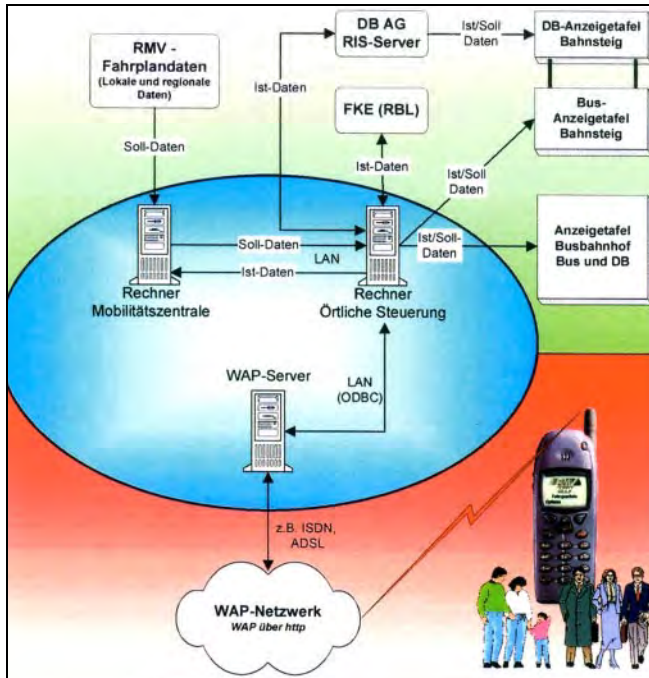 RMV -
Fahrplandaten
(Lokale und regionale
Daten)
DB AG
RIS-Server
Ist/Soll
Daten
DB-Anzeigetafel
Bahnsteig
Ist-Daten
FKE (RBL)
Bus-
Anzeigetafel
Bahnsteig
Soll-Daten
Ist-Daten
Ist/Soll
Daten
Soll-Daten
LAN
Ist-Daten
Ist/Soll-
Daten
Anzeigetafel
Busbahnhof
Bus und DB
Rechner
Mobilitätszentrale
Rechner
Örtliche Steuerung
WAP-Server
LAN
(ODBC)
z.B. ISDN,
ADSL
WAP-Netzwerk
WAP über http